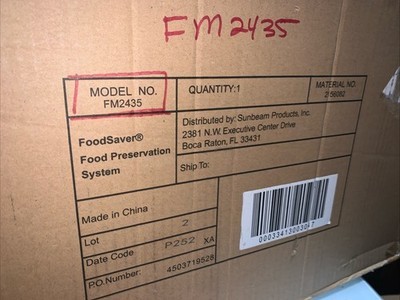 FM2435
MODEL NO.
FM2435
QUANTITY:1
MATERIAL NO.
FoodSaver®
Food Preservation
System
Distributed by: Sunbeam Products, Inc.
2381 N.W. Executive Center Drive
Boca Raton, FL 33431
Ship To:
Made in China
Lot 2
Date Code P252 XA
P.O. Number: 4503719528